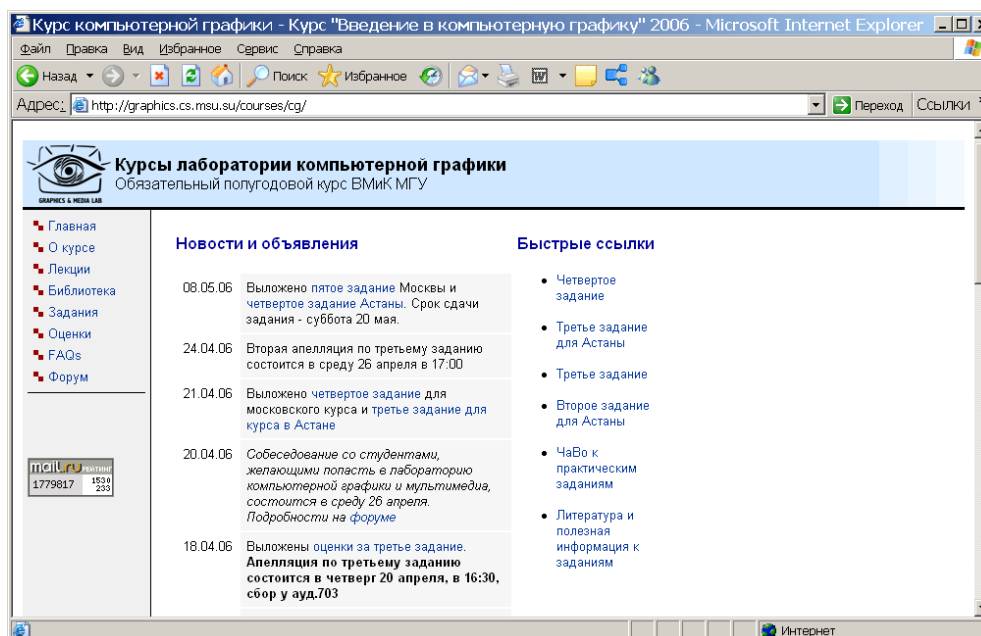 Курс компьютерной графики - Курс "Введение в компьютерную графику" 2006 - Microsoft Internet Explorer
Файл Правка Вид Избранное Сервис Справка
Назад Поиск Избранное
Адрес: http://graphics.cs.msu.su/courses/cg/ Переход Ссылки
Курсы лаборатории компьютерной графики
Обязательный полугодовой курс ВМиК МГУ
GRAPHICS & MEDIA LAB
Главная
О курсе
Лекции
Библиотека
Задания
Оценки
FAQs
Форум
mail.ru РЕЙТИНГ
1779817 1530
233
Новости и объявления
08.05.06 Выложено пятое задание Москвы и
четвертое задание Астаны. Срок сдачи
задания - суббота 20 мая.
24.04.06 Вторая апелляция по третьему заданию
состоится в среду 26 апреля в 17:00
21.04.06 Выложено четвертое задание для
московского курса и третье задание для
курса в Астане
20.04.06 Собеседование со студентами,
желающими попасть в лабораторию
компьютерной графики и мультимедиа,
состоится в среду 26 апреля.
Подробности на форуме
18.04.06 Выложены оценки за третье задание.
Апелляция по третьему заданию
состоится в четверг 20 апреля, в 16:30,
сбор у ауд.703
Быстрые ссылки
Четвертое
задание
Третье задание
для Астаны
Третье задание
Второе задание
для Астаны
ЧаВо к
практическим
заданиям
Литература и
полезная
информация к
заданиям
Интернет